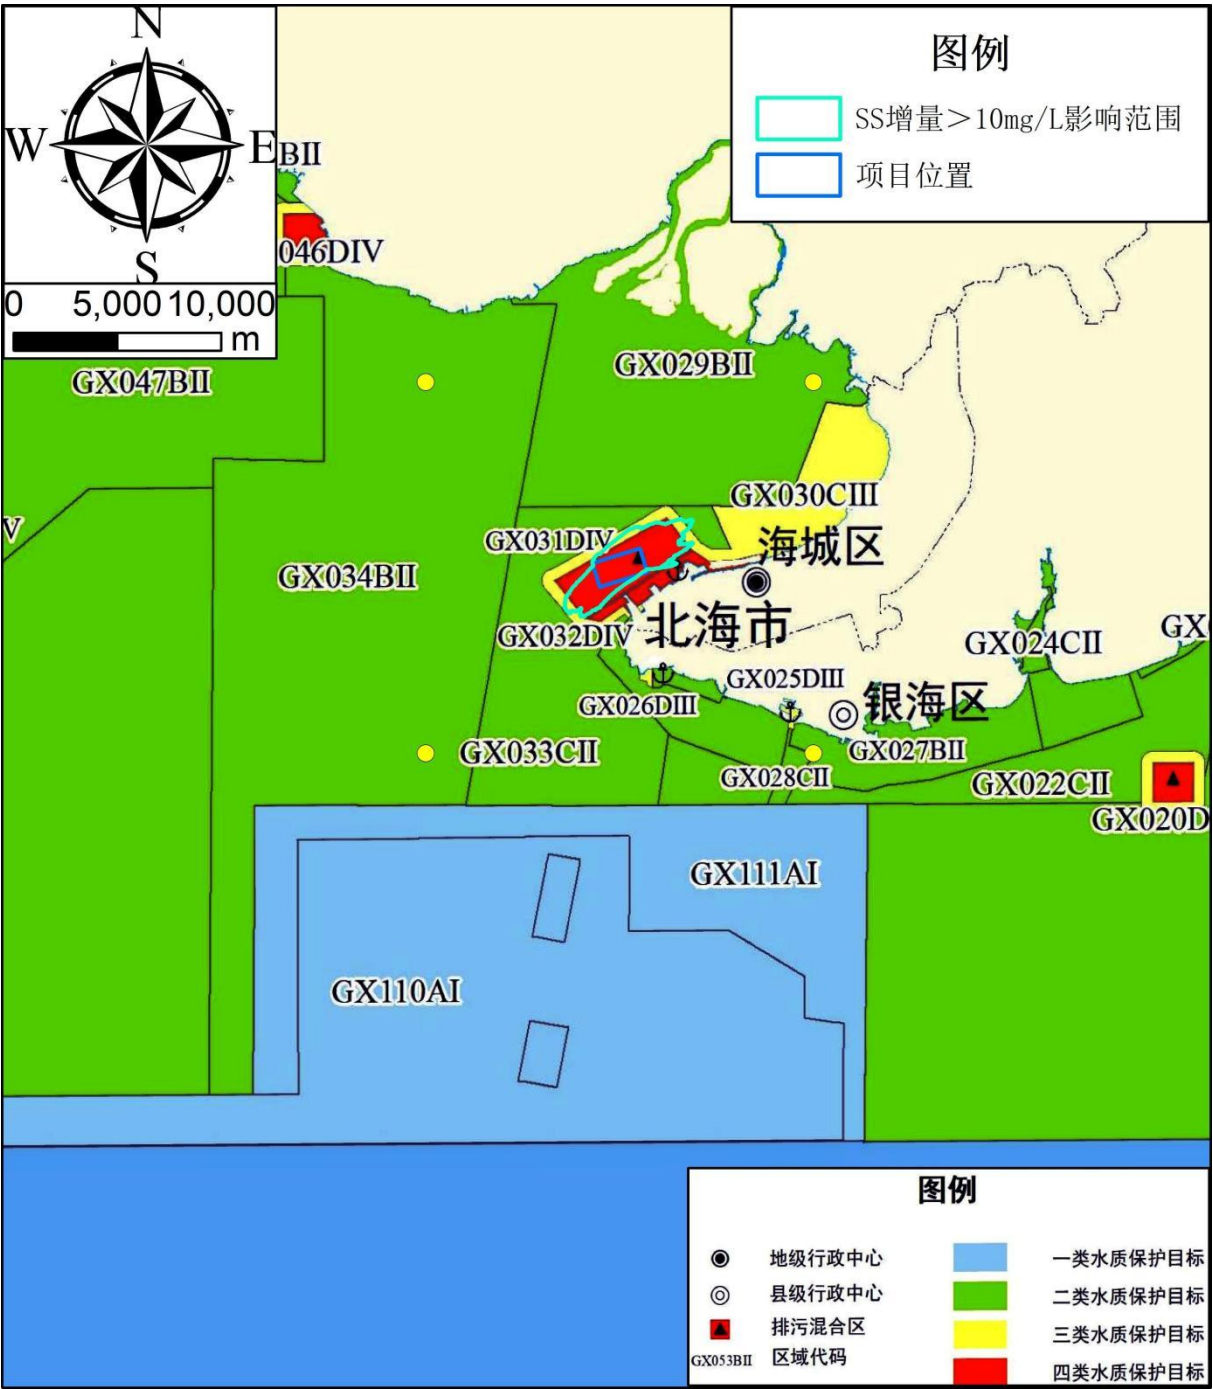 N
W
E
S
0 5,000 10,000
m
图例
SS增量＞10mg/L影响范围
项目位置
BII
046DIV
GX047BII
GX029BII
GX030CIII
V
GX031DIV
海城区
GX034BII
GX032DIV
北海市
GX024CII
GX
GX025DIII
GX026DIII
银海区
GX033CII
GX027BII
GX028CII
GX022CII
GX020D
GX111AI
GX110AI
图例
地级行政中心
一类水质保护目标
县级行政中心
二类水质保护目标
排污混合区
三类水质保护目标
GX053BII 区域代码
四类水质保护目标